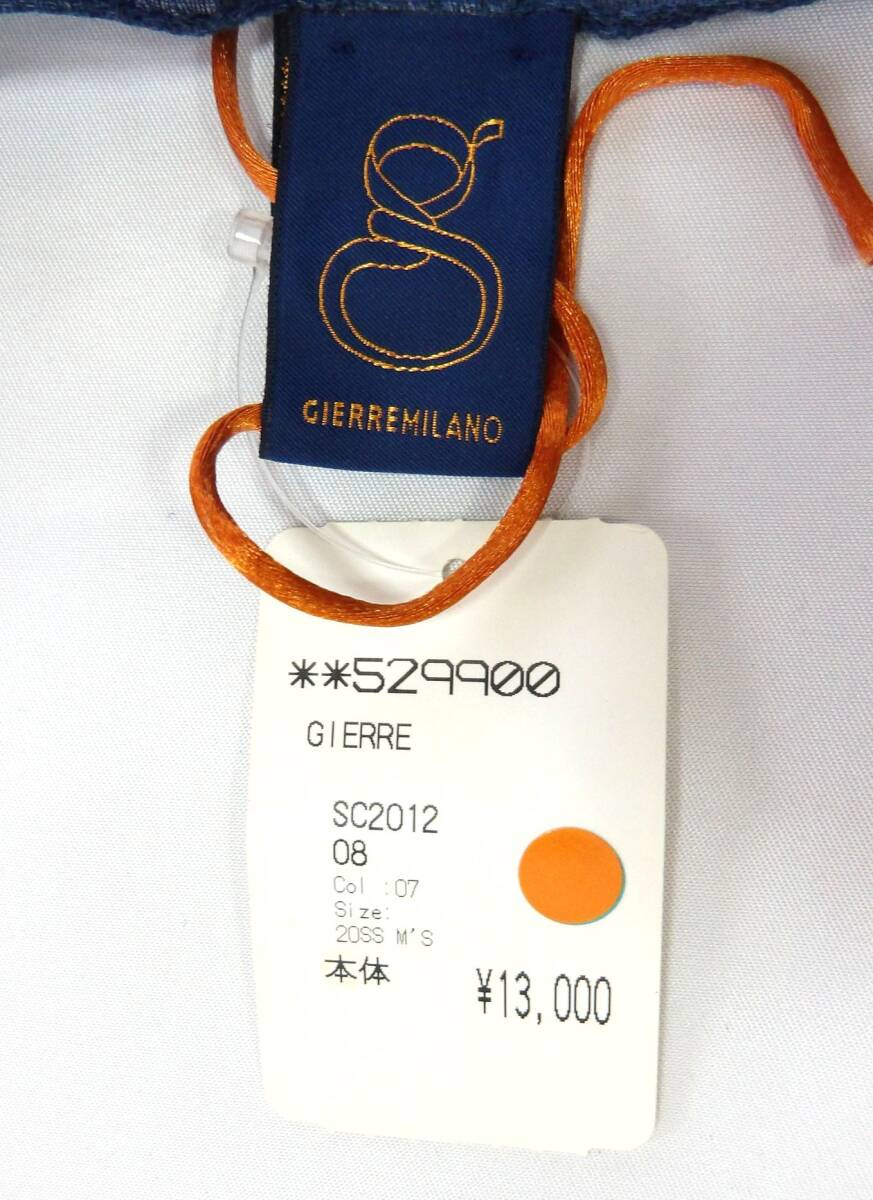 g
GIERREMILANO
**529900
GIERRE
SC2012
08
Col :07
Size:
20SS M'S
本体 ¥13,000